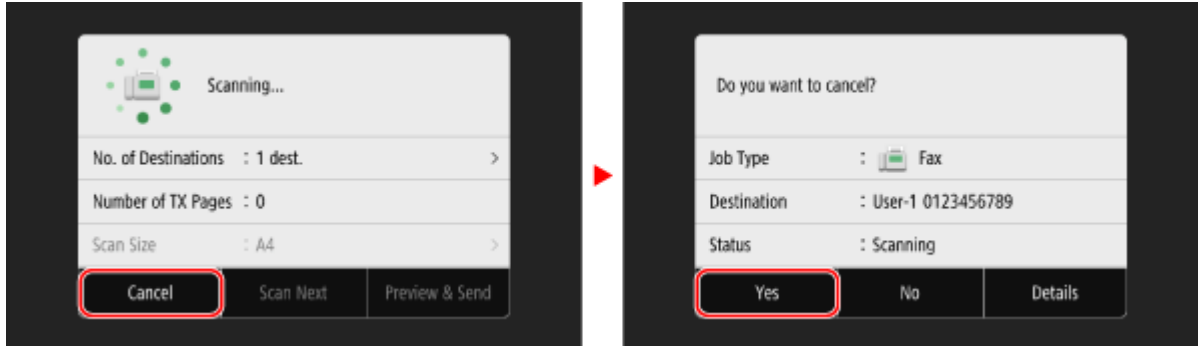 Scanning...
No. of Destinations : 1 dest. >
Number of TX Pages : 0
Scan Size : A4 >
Cancel Scan Next Preview & Send
Do you want to cancel?
Job Type : Fax
Destination : User-1 0123456789
Status : Scanning
Yes No Details